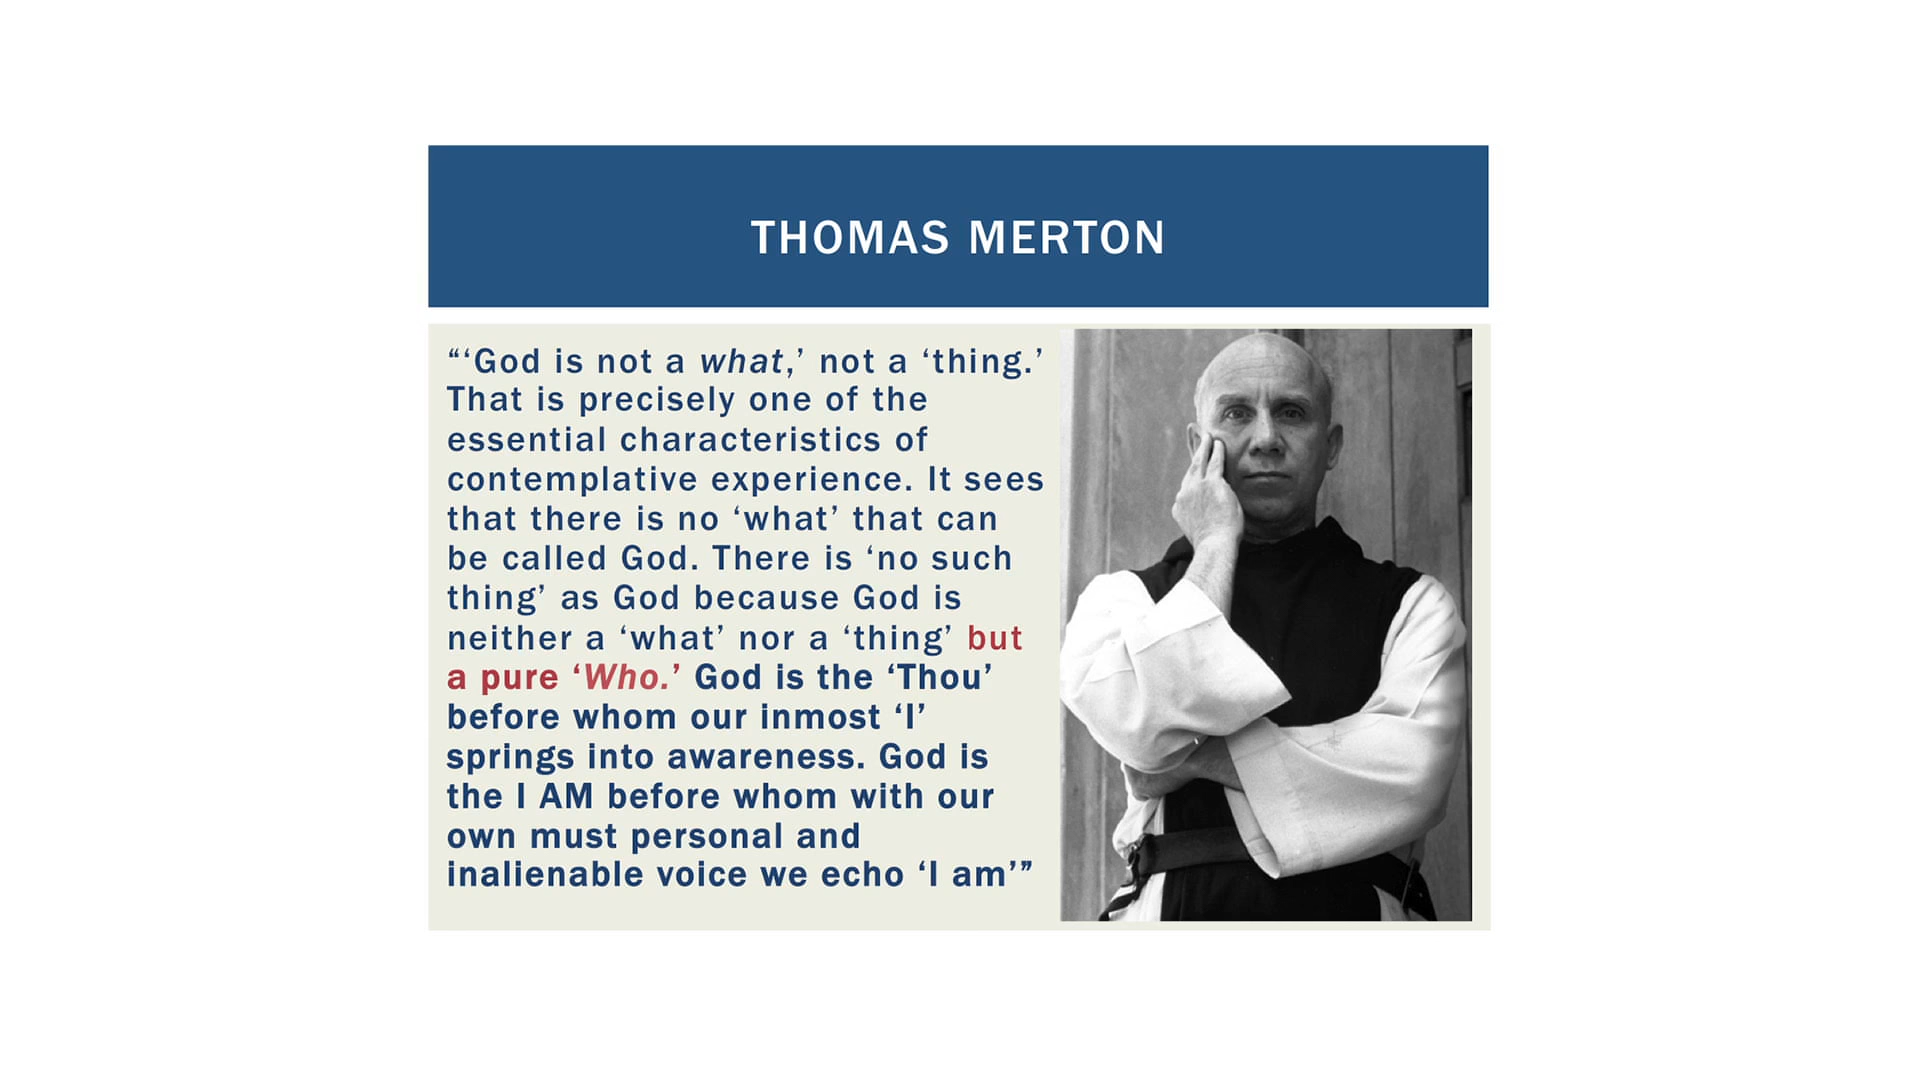 THOMAS MERTON
“‘God is not a what,’ not a ‘thing.’
That is precisely one of the
essential characteristics of
contemplative experience. It sees
that there is no ‘what’ that can
be called God. There is ‘no such
thing’ as God because God is
neither a ‘what’ nor a ‘thing’ but
a pure ‘Who.’ God is the ‘Thou’
before whom our inmost ‘I’
springs into awareness. God is
the I AM before whom with our
own must personal and
inalienable voice we echo ‘I am’”